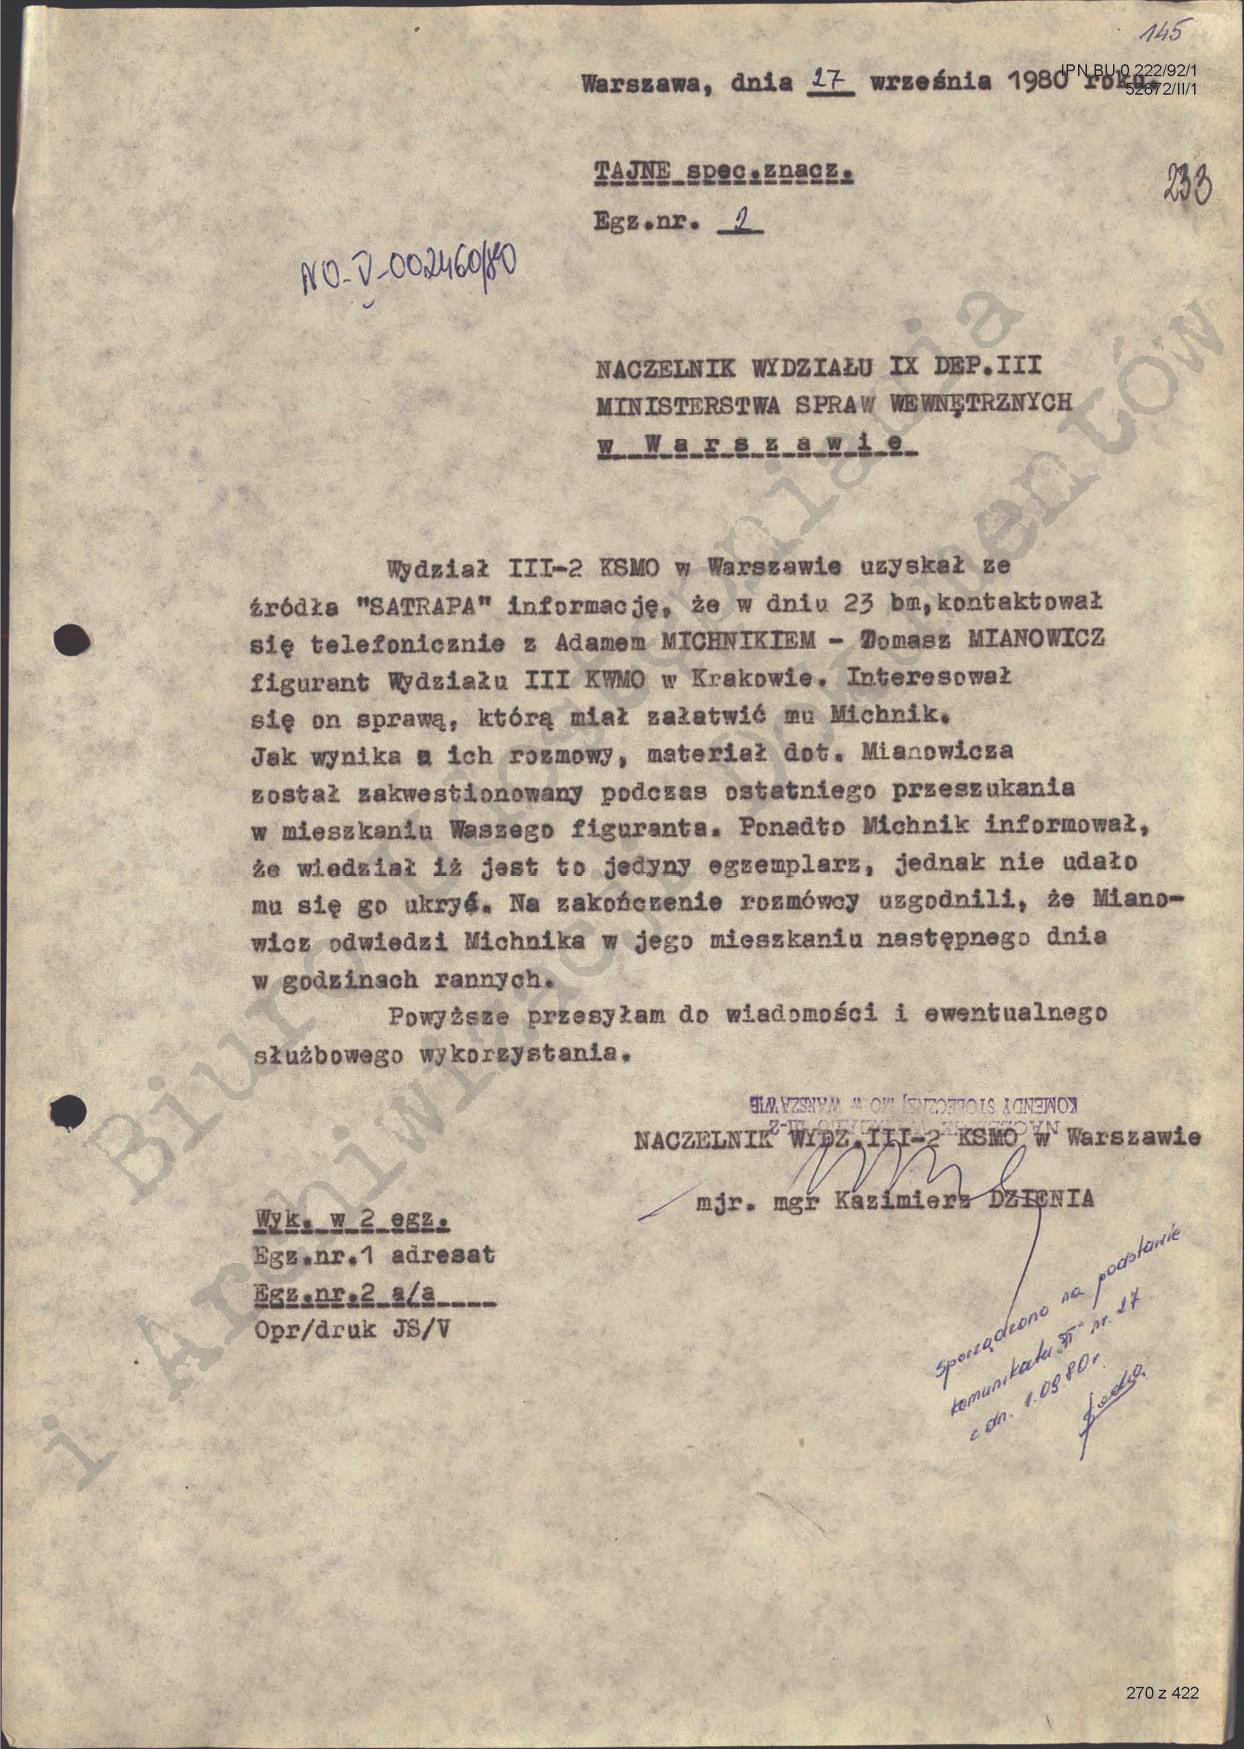 145
IPN BU 0 222/92/1
52872/II/1
Warszawa, dnia 27 września 1980 roku.
TAJNE spec.znacz.
233
Egz.nr. 2
NO-V-002460/80
NACZELNIK WYDZIAŁU IX DEP.III
MINISTERSTWA SPRAW WEWNĘTRZNYCH
w Warszawie
Wydział III-2 KSMO w Warszawie uzyskał ze
źródła "SATRAPA" informację, że w dniu 23 bm,kontaktował
się telefonicznie z Adamem MICHNIKIEM - Tomasz MIANOWICZ
figurant Wydziału III KWMO w Krakowie. Interesował
się on sprawą, którą miał załatwić mu Michnik.
Jak wynika z ich rozmowy, materiał dot. Mianowicza
został zakwestionowany podczas ostatniego przeszukania
w mieszkaniu Waszego figuranta. Ponadto Michnik informował,
że wiedział iż jest to jedyny egzemplarz, jednak nie udało
mu się go ukryć. Na zakończenie rozmówcy uzgodnili, że Miano-
wicz odwiedzi Michnika w jego mieszkaniu następnego dnia
w godzinach rannych.
Powyższe przesyłam do wiadomości i ewentualnego
służbowego wykorzystania.
KOMENDY STOŁECZNEJ MO w WARSZAWIE
NACZELNIK WYDZ.III-2 KSMO w Warszawie
mjr. mgr Kazimierz DZIENIA
Wyk. w 2 egz.
Egz.nr.1 adresat
Egz.nr.2 a/a
Opr/druk JS/V
Sporządzono na podstawie
komunikatu nr. 27
z dn. 1.09.80r.
Biuro Udostępniania
i Archiwizacji Dokumentów
270 z 422